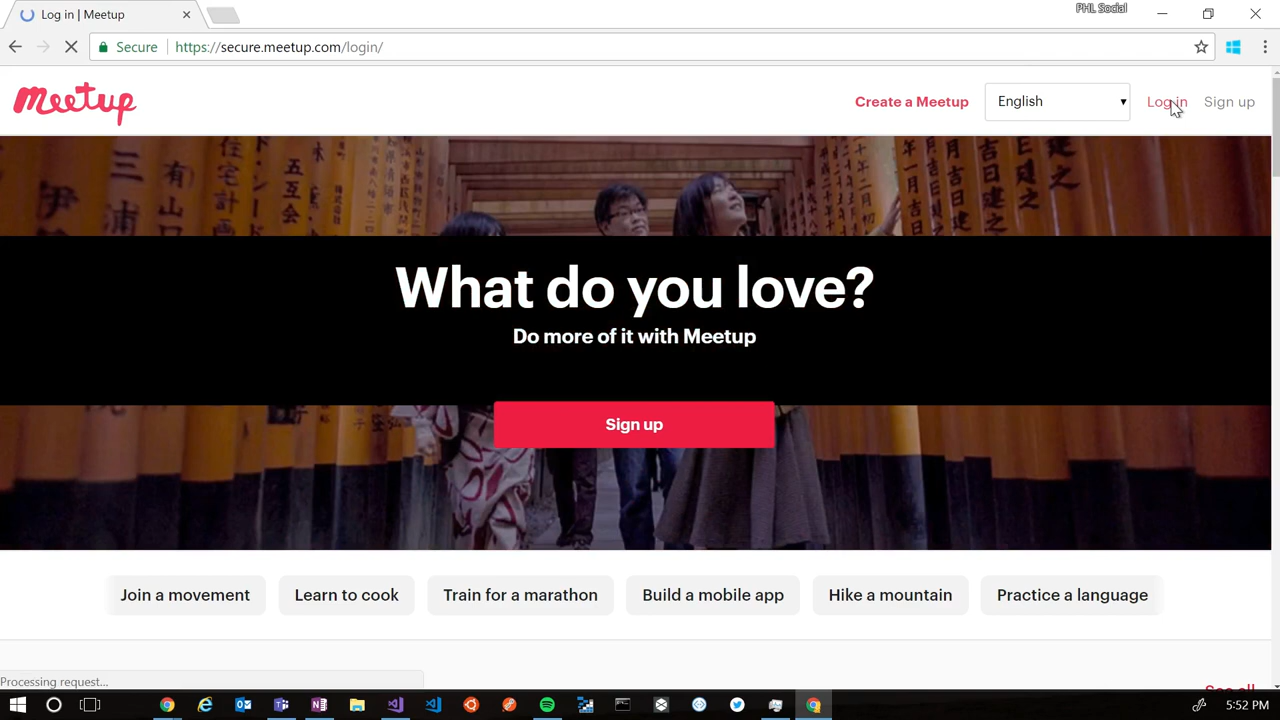 Log in | Meetup
PHL Social
Secure
https://secure.meetup.com/login/
Meetup
Create a Meetup
English
Log in
Sign up
What do you love?
Do more of it with Meetup
Sign up
Join a movement
Learn to cook
Train for a marathon
Build a mobile app
Hike a mountain
Practice a language
Processing request...
See all
5:52 PM